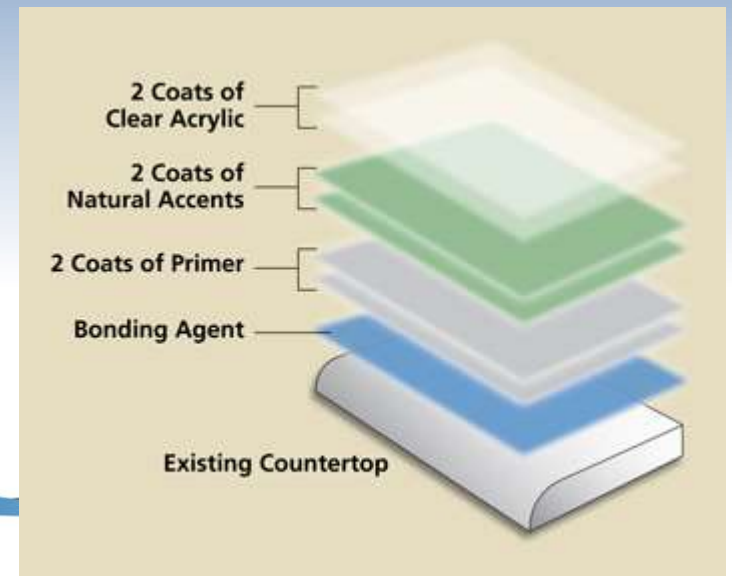 2 Coats of
Clear Acrylic
2 Coats of
Natural Accents
2 Coats of Primer
Bonding Agent
Existing Countertop